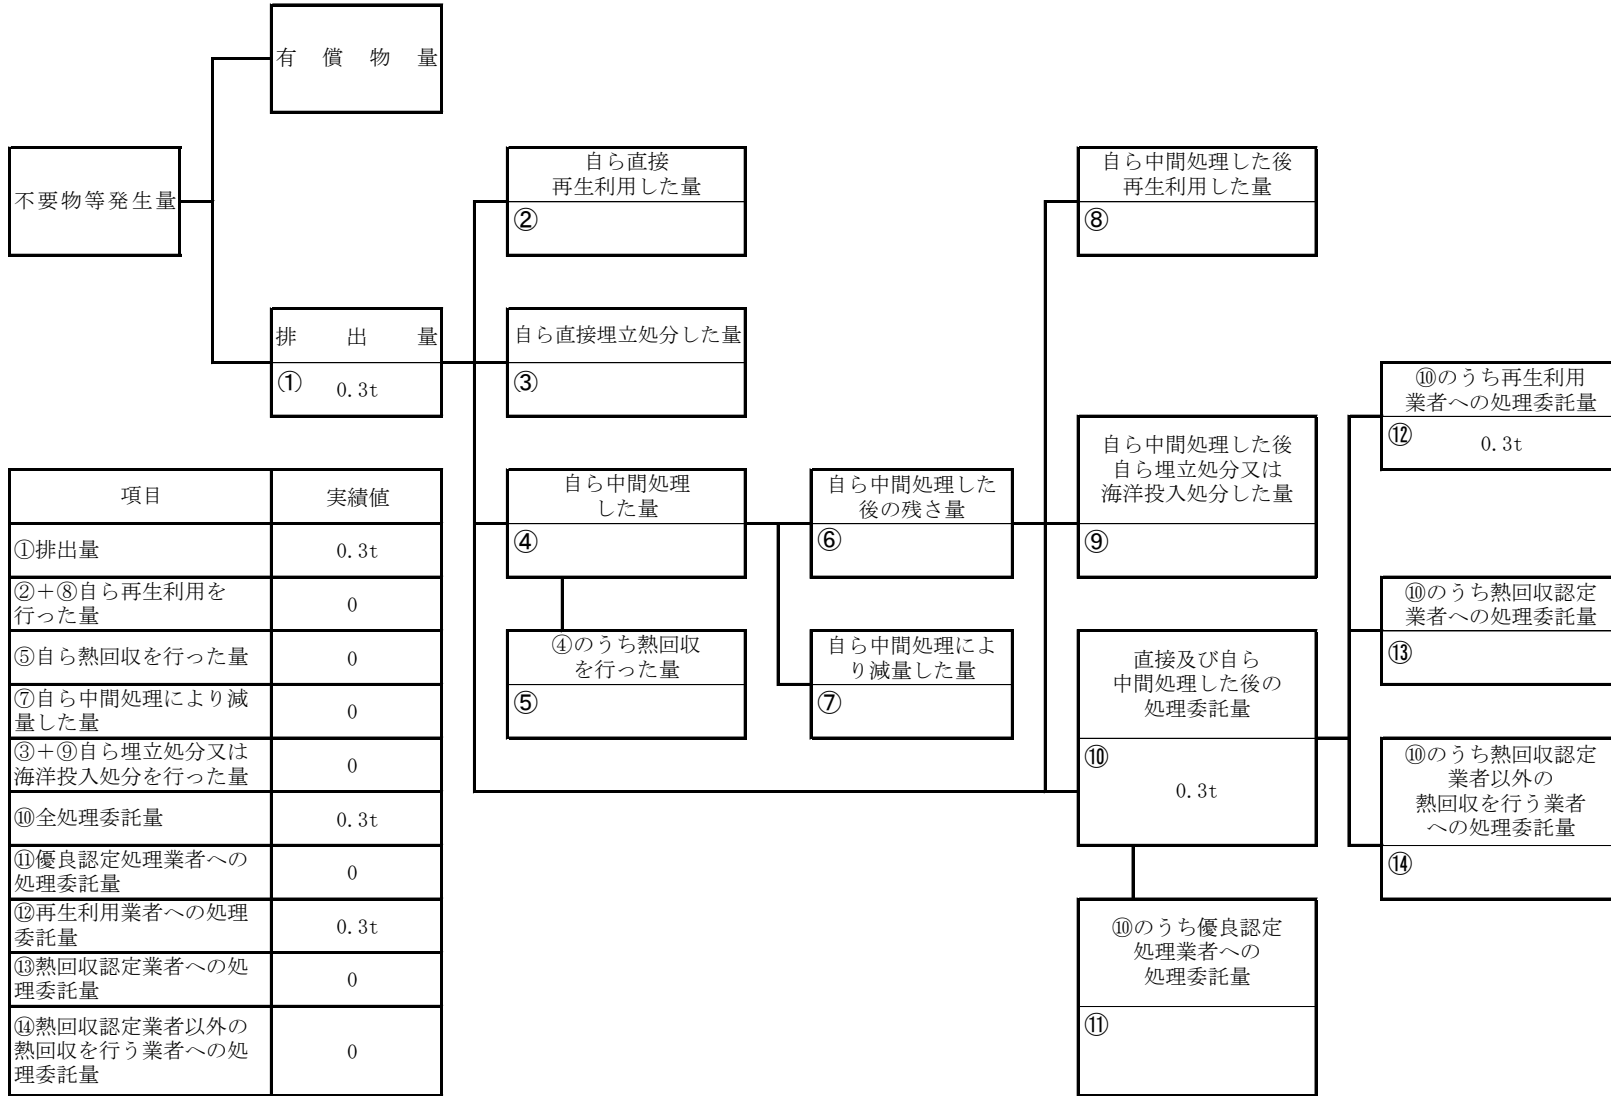 有償物量
不要物等発生量
排出量
① 0.3t
自ら直接
再生利用した量
②
自ら直接埋立処分した量
③
自ら中間処理
した量
④
④のうち熱回収
を行った量
⑤
自ら中間処理した
後の残さ量
⑥
自ら中間処理によ
り減量した量
⑦
自ら中間処理した後
再生利用した量
⑧
自ら中間処理した後
自ら埋立処分又は
海洋投入処分した量
⑨
直接及び自ら
中間処理した後の
処理委託量
⑩
0.3t
⑩のうち優良認定
処理業者への
処理委託量
⑪
⑩のうち再生利用
業者への処理委託量
⑫ 0.3t
⑩のうち熱回収認定
業者への処理委託量
⑬
⑩のうち熱回収認定
業者以外の
熱回収を行う業者
への処理委託量
⑭
項目 実績値
①排出量 0.3t
②＋⑧自ら再生利用を
行った量 0
⑤自ら熱回収を行った量 0
⑦自ら中間処理により減
量した量 0
③＋⑨自ら埋立処分又は
海洋投入処分を行った量 0
⑩全処理委託量 0.3t
⑪優良認定処理業者への
処理委託量 0
⑫再生利用業者への処理
委託量 0.3t
⑬熱回収認定業者への処
理委託量 0
⑭熱回収認定業者以外の
熱回収を行う業者への処
理委託量 0